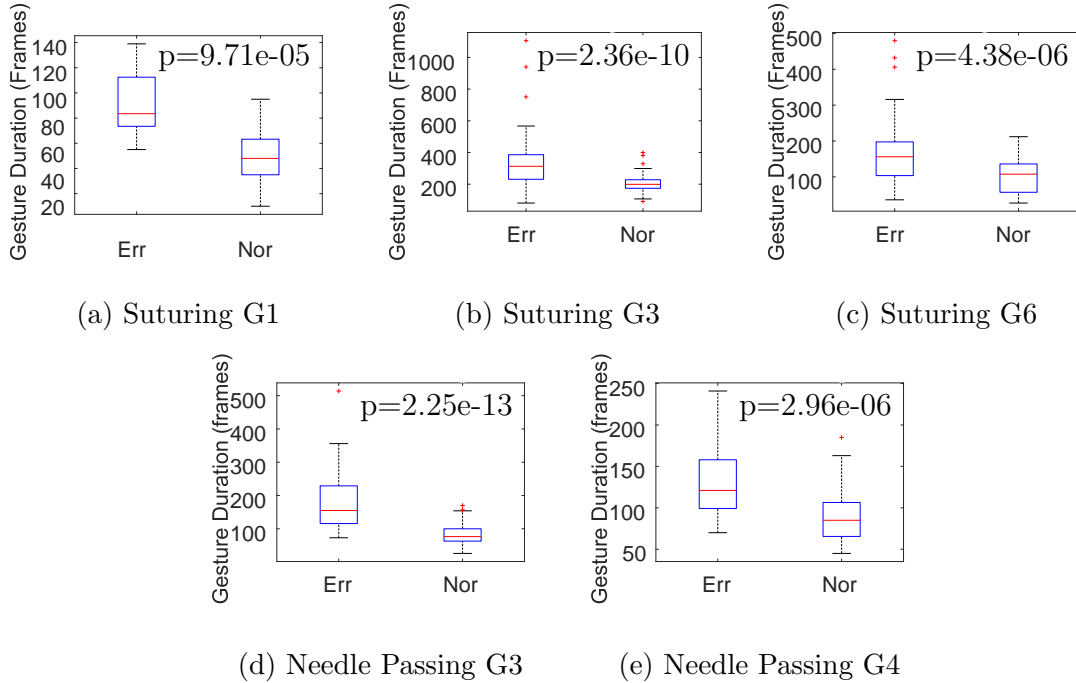 Gesture Duration (Frames)
140
120
100
80
60
40
20
p=9.71e-05
Err
Nor
(a) Suturing G1
Gesture Duration (Frames)
1000
800
600
400
200
p=2.36e-10
Err
Nor
(b) Suturing G3
Gesture Duration (Frames)
500
400
300
200
100
p=4.38e-06
Err
Nor
(c) Suturing G6
Gesture Duration (frames)
500
400
300
200
100
p=2.25e-13
Err
Nor
(d) Needle Passing G3
Gesture Duration (frames)
250
200
150
100
50
p=2.96e-06
Err
Nor
(e) Needle Passing G4